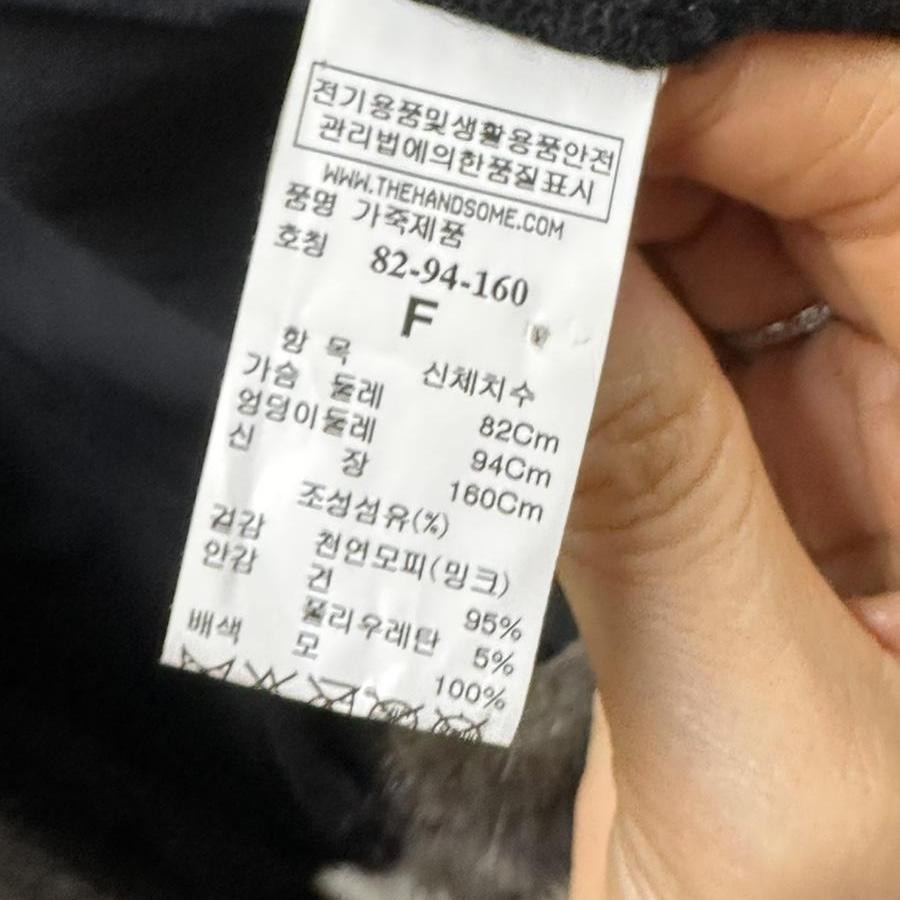 전기용품및생활용품안전
관리법에의한품질표시
WWW.THEHANDSOME.COM
품명 가죽제품
호칭 82-94-160
F
항 목 신체치수
가슴 둘레 82Cm
엉덩이둘레 94Cm
신 장 160Cm
조성섬유(%)
겉감 천연모피(밍크)
안감 견 95%
폴리우레탄 5%
배색 모 100%